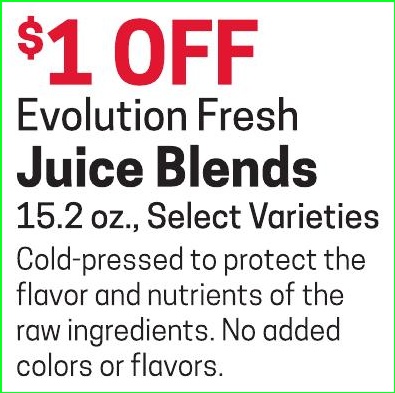 $1 OFF
Evolution Fresh
Juice Blends
15.2 oz., Select Varieties
Cold-pressed to protect the
flavor and nutrients of the
raw ingredients. No added
colors or flavors.